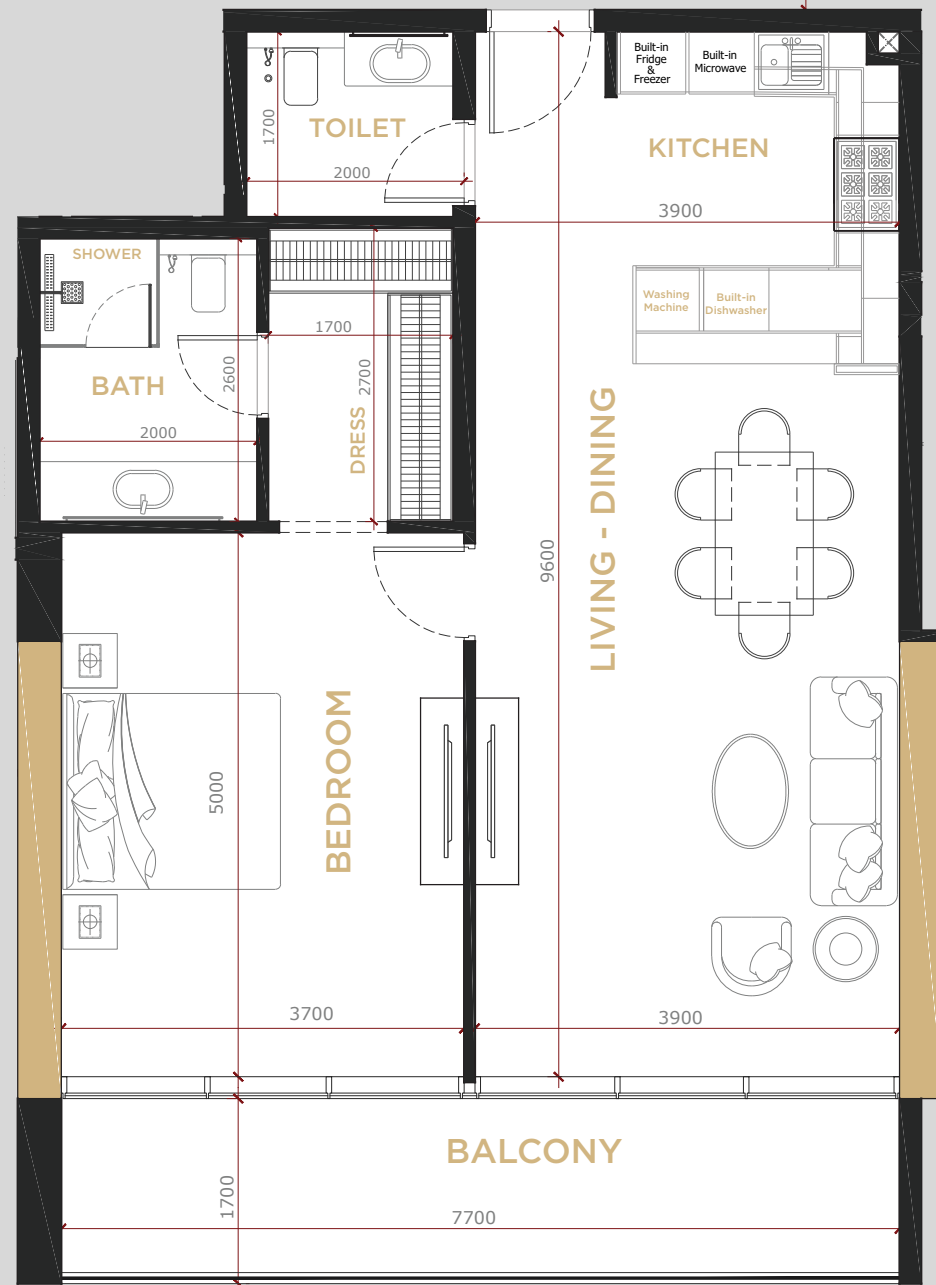 Built-in
Fridge
&
Freezer
Built-in
Microwave
1700
TOILET
2000
KITCHEN
3900
SHOWER
Washing
Machine
Built-in
Dishwasher
1700
BATH
2600
2700
DRESS
2000
LIVING - DINING
9600
BEDROOM
5000
3700
3900
BALCONY
1700
7700